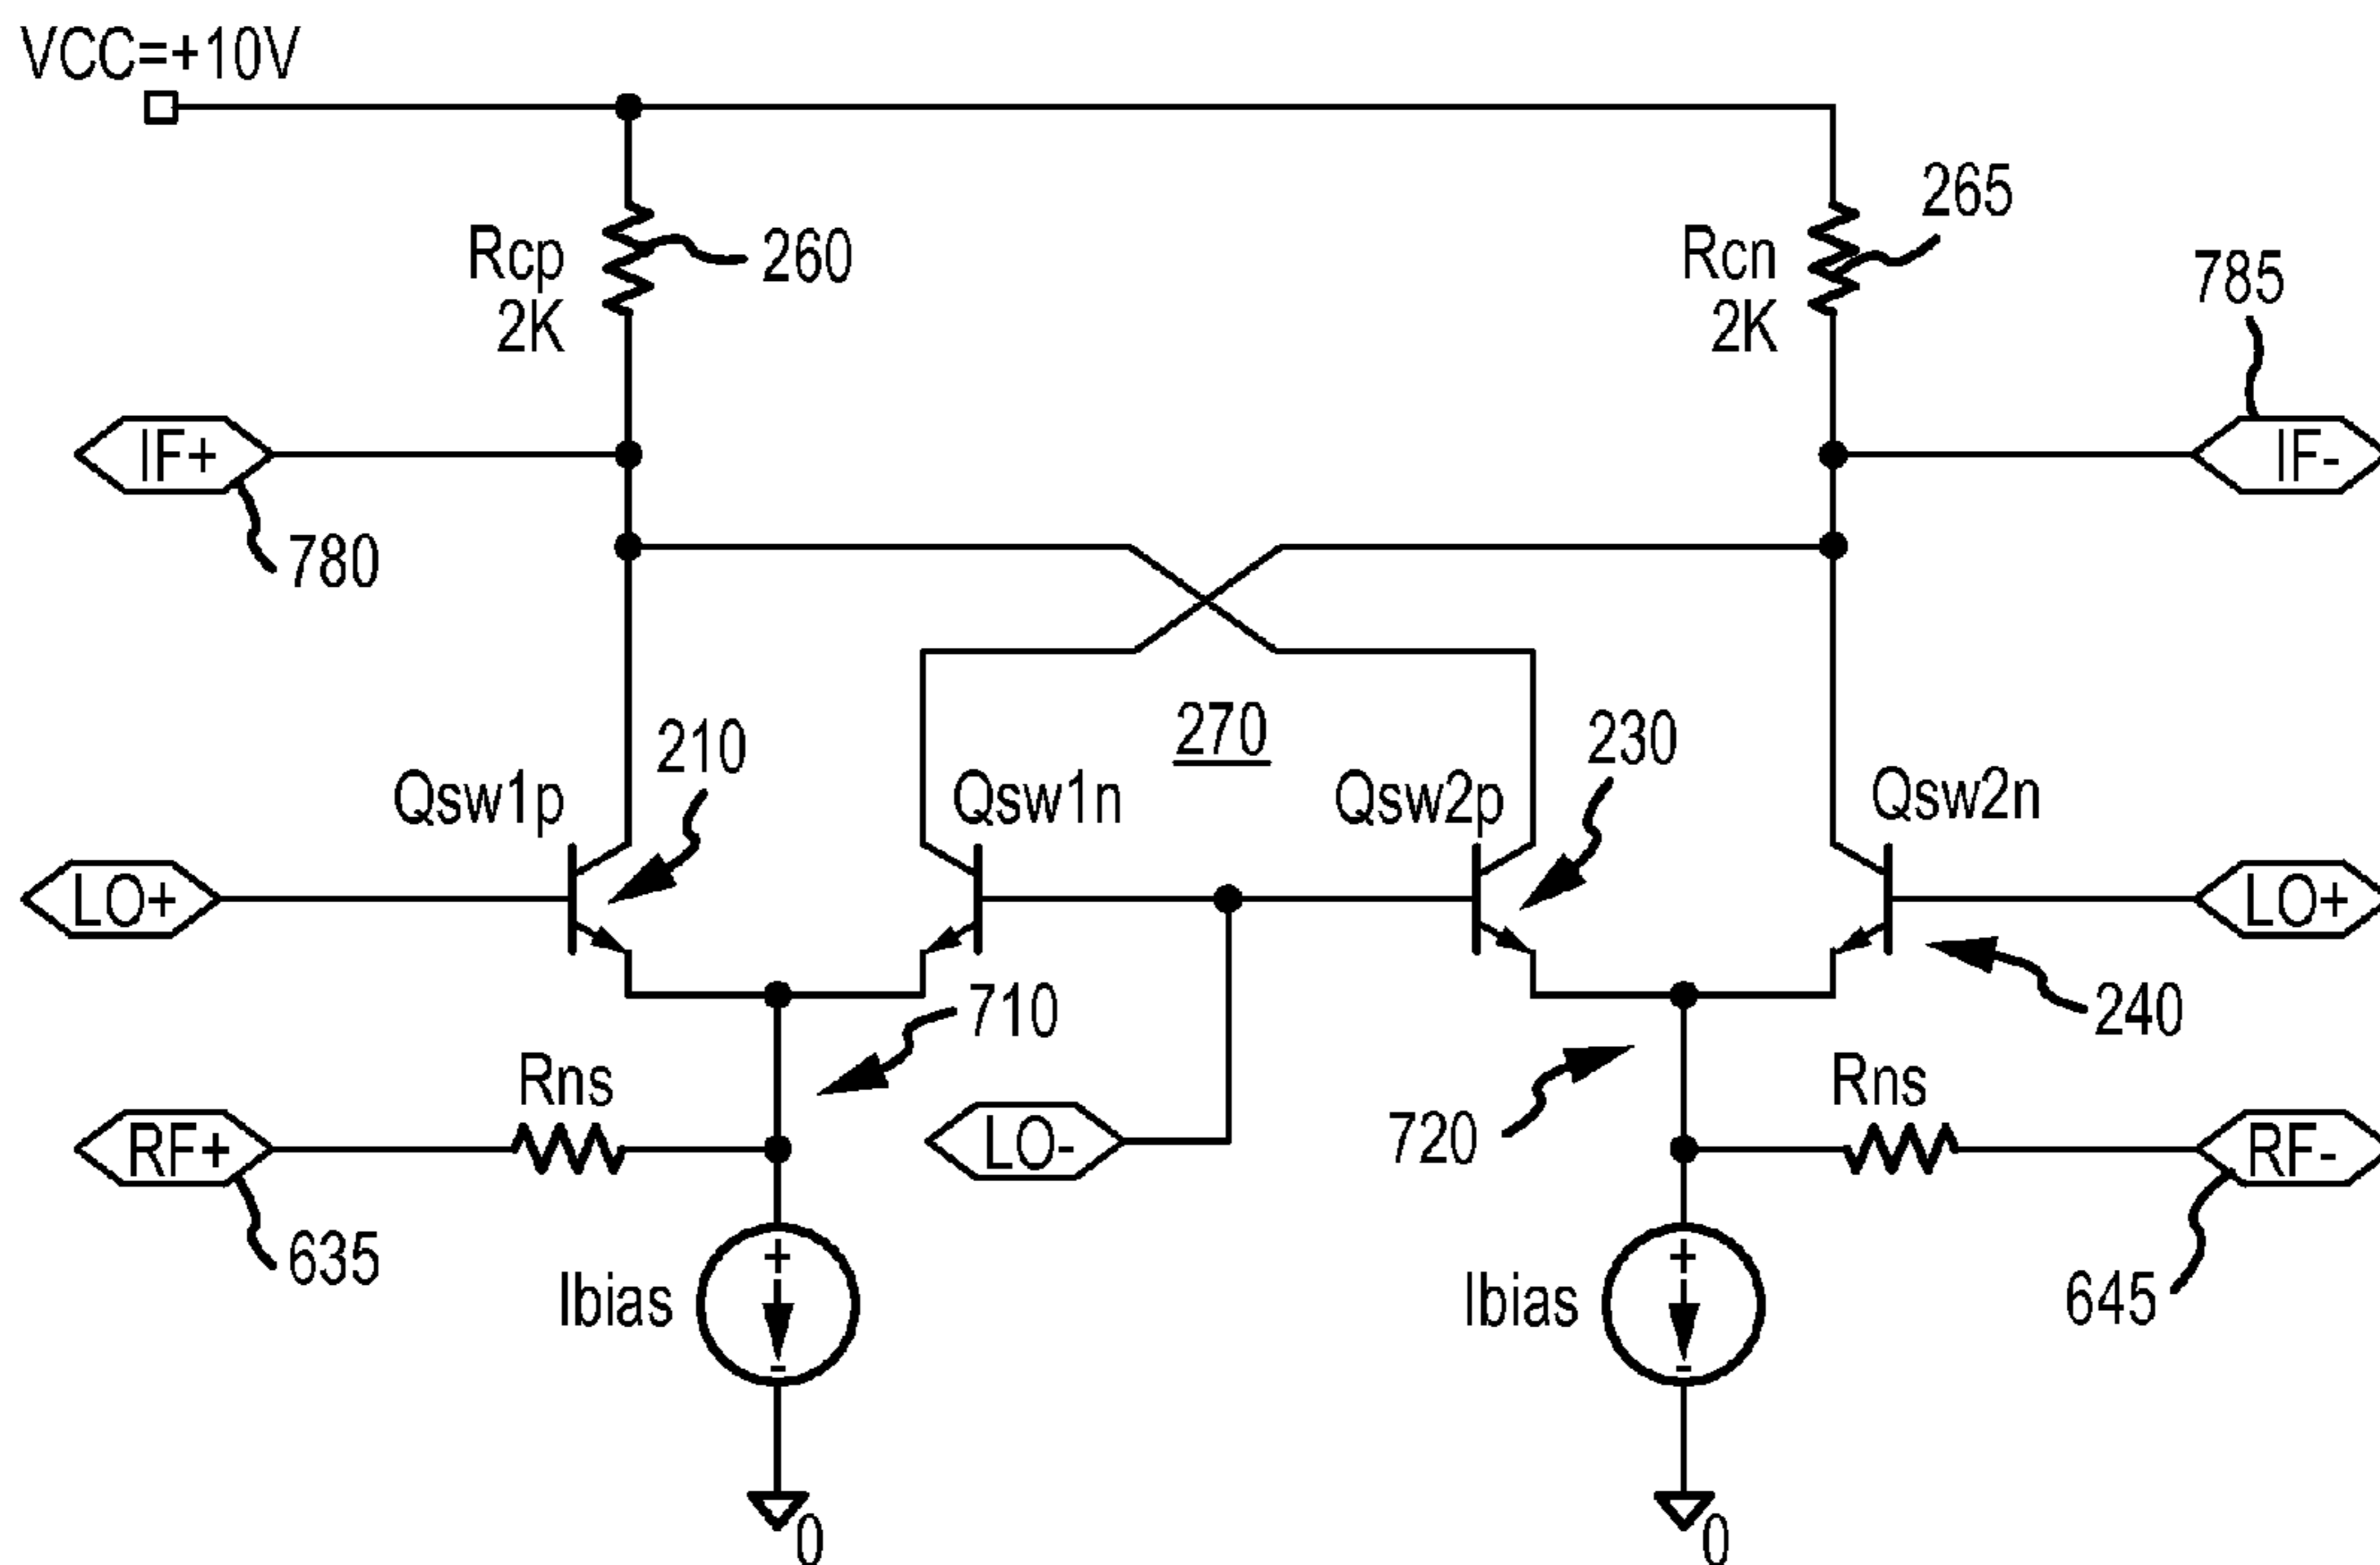 VCC=+10V
Rcp
2K
260
Rcn
2K
265
785
IF+
IF-
780
270
210
230
Qsw1p
Qsw1n
Qsw2p
Qsw2n
LO+
LO+
710
240
Rns
720
Rns
RF+
LO-
RF-
635
+
Ibias
-
+
Ibias
-
645
0
0